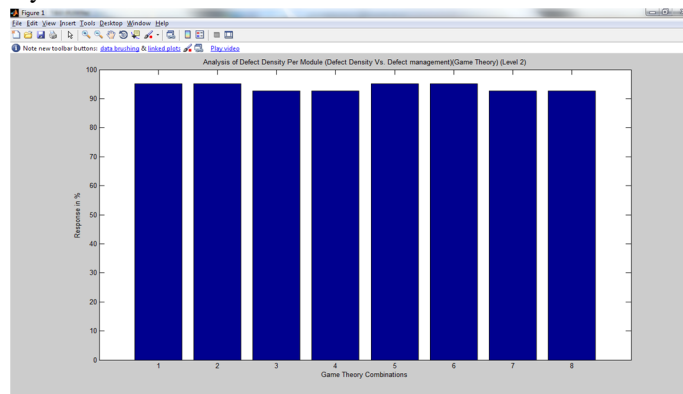 Figure 1
File Edit View Insert Tools Desktop Window Help
Note new toolbar buttons: data brushing & linked plots Play video
Analysis of Defect Density Per Module (Defect Density Vs. Defect management)(Game Theory) (Level 2)
100
90
80
70
60
50
40
30
20
10
0
Response in %
1 2 3 4 5 6 7 8
Game Theory Combinations